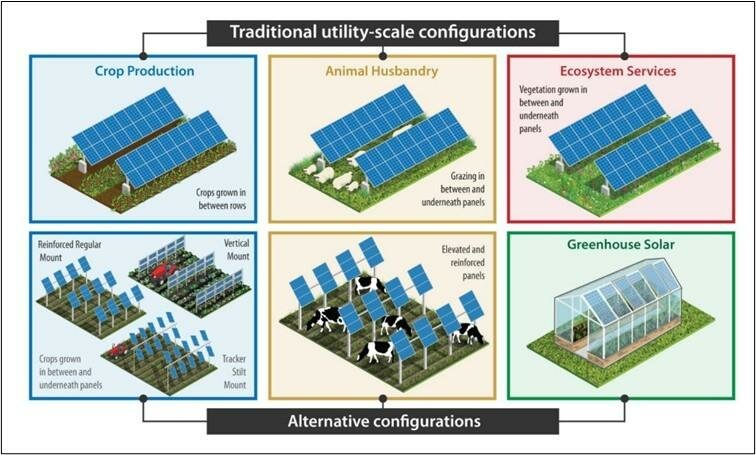 Traditional utility-scale configurations
Crop Production
Crops grown in
between rows
Animal Husbandry
Grazing in
between and
underneath panels
Ecosystem Services
Vegetation grown in
between and
underneath
panels
Reinforced Regular
Mount
Vertical
Mount
Crops grown
in between and
underneath panels
Tracker
Stilt
Mount
Elevated and
reinforced
panels
Greenhouse Solar
Alternative configurations